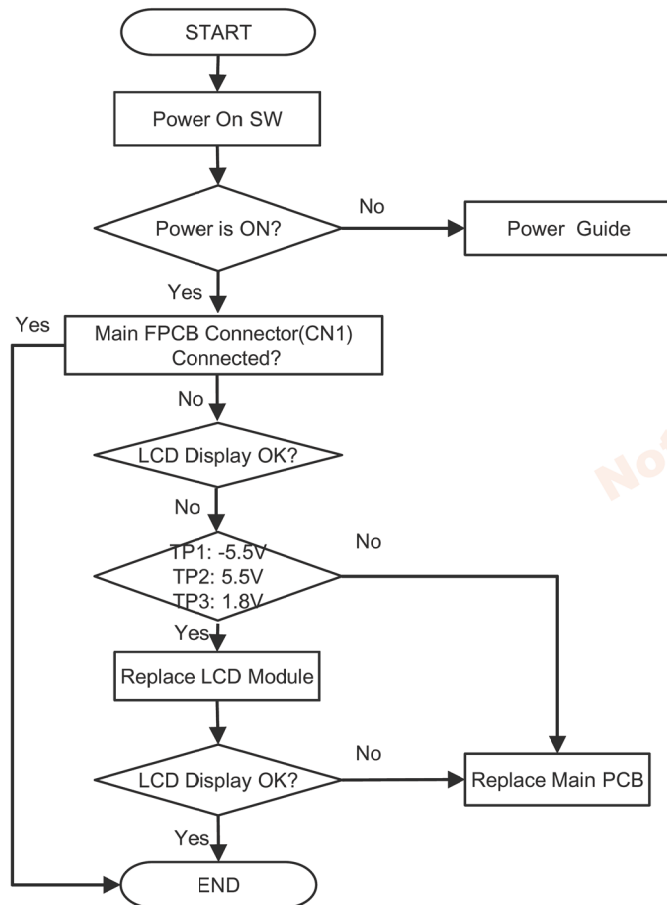 START
Power On SW
Power is ON?
No
Power Guide
Yes
Yes
Main FPCB Connector(CN1)
Connected?
No
LCD Display OK?
No
TP1: -5.5V
TP2: 5.5V
TP3: 1.8V
No
Yes
Replace LCD Module
LCD Display OK?
No
Replace Main PCB
Yes
END